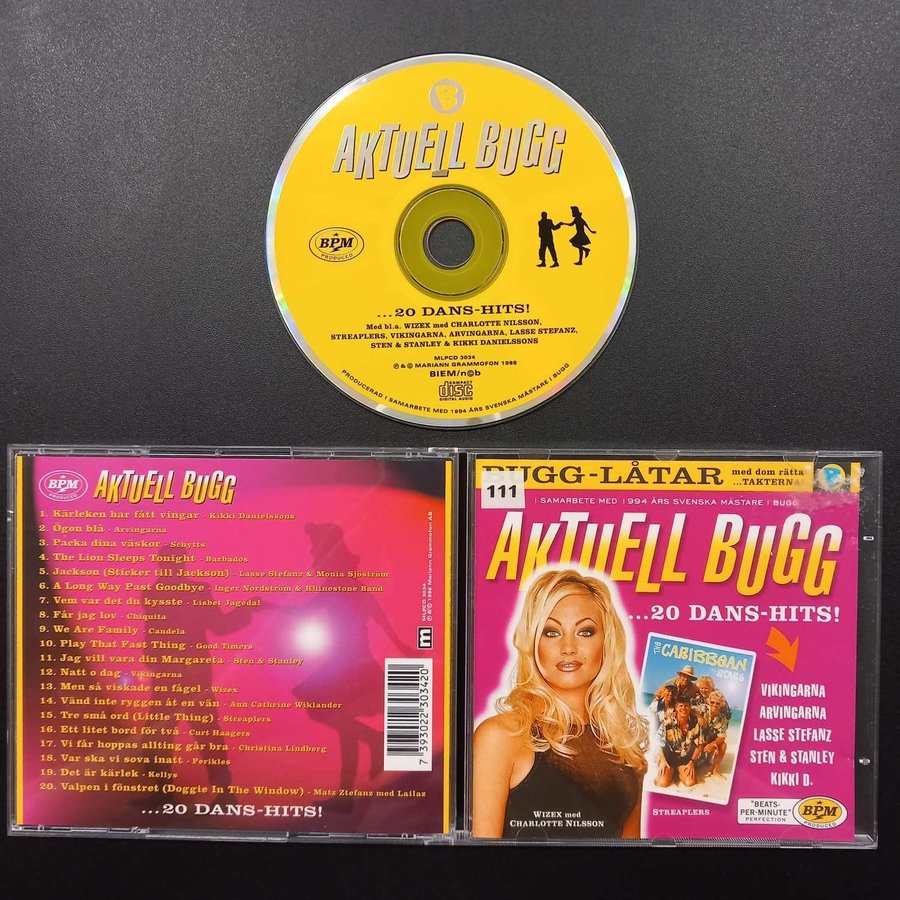 B
AKTUELL BUGG
BPM
PRODUCED
...20 DANS-HITS!
Med bl.a. WIZEX med CHARLOTTE NILSSON,
STREAPLERS, VIKINGARNA, ARVINGARNA, LASSE STEFANZ,
STEN & STANLEY & KIKKI DANIELSSONS
MLPCD 3034
℗ & © MARIANN GRAMMOFON 1998
BIEM/n©b
COMPACT
disc
DIGITAL AUDIO
PRODUCERAD I SAMARBETE MED 1994 ÅRS SVENSKA MÄSTARE I BUGG
BPM
PRODUCED
AKTUELL BUGG
1. Kärleken har fått vingar - Kikki Danielssons
2. Ögon blå - Arvingarna
3. Packa dina väskor - Schytts
4. The Lion Sleeps Tonight - Barbados
5. Jackson (Sticker till Jackson) - Lasse Stefanz & Monia Sjöström
6. A Long Way Past Goodbye - Inger Nordström & Rhinestone Band
7. Vem var det du kysste - Lisbet Jagedal
8. Får jag lov - Chiquita
9. We Are Family - Candela
10. Play That Fast Thing - Good Timers
11. Jag vill vara din Margareta - Sten & Stanley
12. Natt o dag - Vikingarna
13. Men så viskade en fågel - Wizex
14. Vänd inte ryggen åt en vän - Ann Cathrine Wiklander
15. Tre små ord (Little Thing) - Streaplers
16. Ett litet bord för två - Curt Haagers
17. Vi får hoppas allting går bra - Christina Lindberg
18. Var ska vi sova inatt - Perikles
19. Det är kärlek - Kellys
20. Valpen i fönstret (Doggie In The Window) - Matz Ztefanz med Lailaz
...20 DANS-HITS!
MLPCD 3034
℗ & © 1998 Mariann Grammofon AB
m
7 393022 303420
BUGG-LÅTAR
med dom rätta
...TAKTERNA
111
I SAMARBETE MED 1994 ÅRS SVENSKA MÄSTARE I BUGG
AKTUELL BUGG
...20 DANS-HITS!
THE
CARIBBEAN
STARS
VIKINGARNA
ARVINGARNA
LASSE STEFANZ
STEN & STANLEY
KIKKI D.
WIZEX med
CHARLOTTE NILSSON
STREAPLERS
"BEATS-
PER-MINUTE"
PERFECTION
BPM
PRODUCED